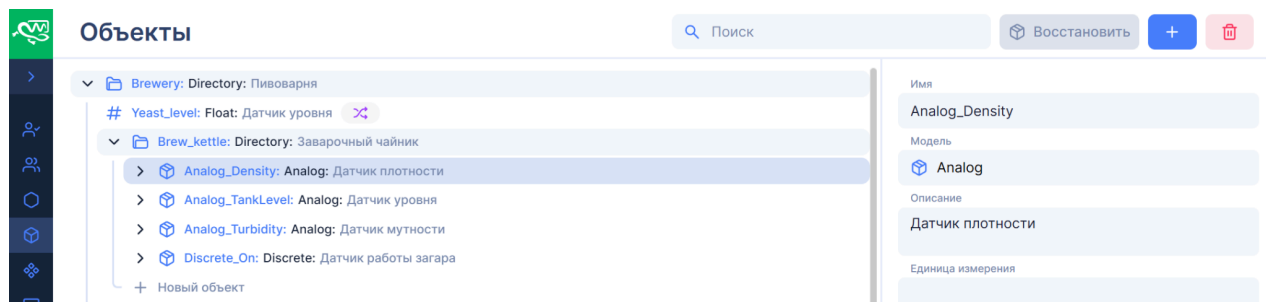 Объекты
Поиск
Восстановить
Brewery: Directory: Пивоварня
Yeast_level: Float: Датчик уровня
Brew_kettle: Directory: Заварочный чайник
Analog_Density: Analog: Датчик плотности
Analog_TankLevel: Analog: Датчик уровня
Analog_Turbidity: Analog: Датчик мутности
Discrete_On: Discrete: Датчик работы загара
Новый объект
Имя
Analog_Density
Модель
Analog
Описание
Датчик плотности
Единица измерения